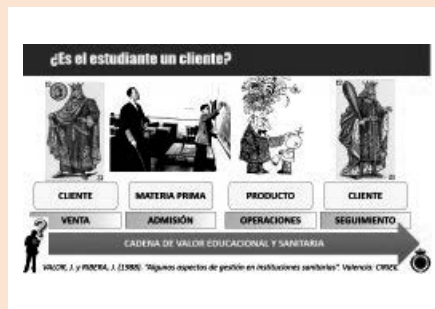 ¿Es el estudiante un cliente?
CLIENTE
MATERIA PRIMA
PRODUCTO
CLIENTE
VENTA
ADMISIÓN
OPERACIONES
SEGUIMIENTO
CADENA DE VALOR EDUCACIONAL Y SANITARIA
VALOR, J. y RIBERA, J. (1988). "Algunos aspectos de gestión en instituciones sanitarias". Valencia: CIRIEC.